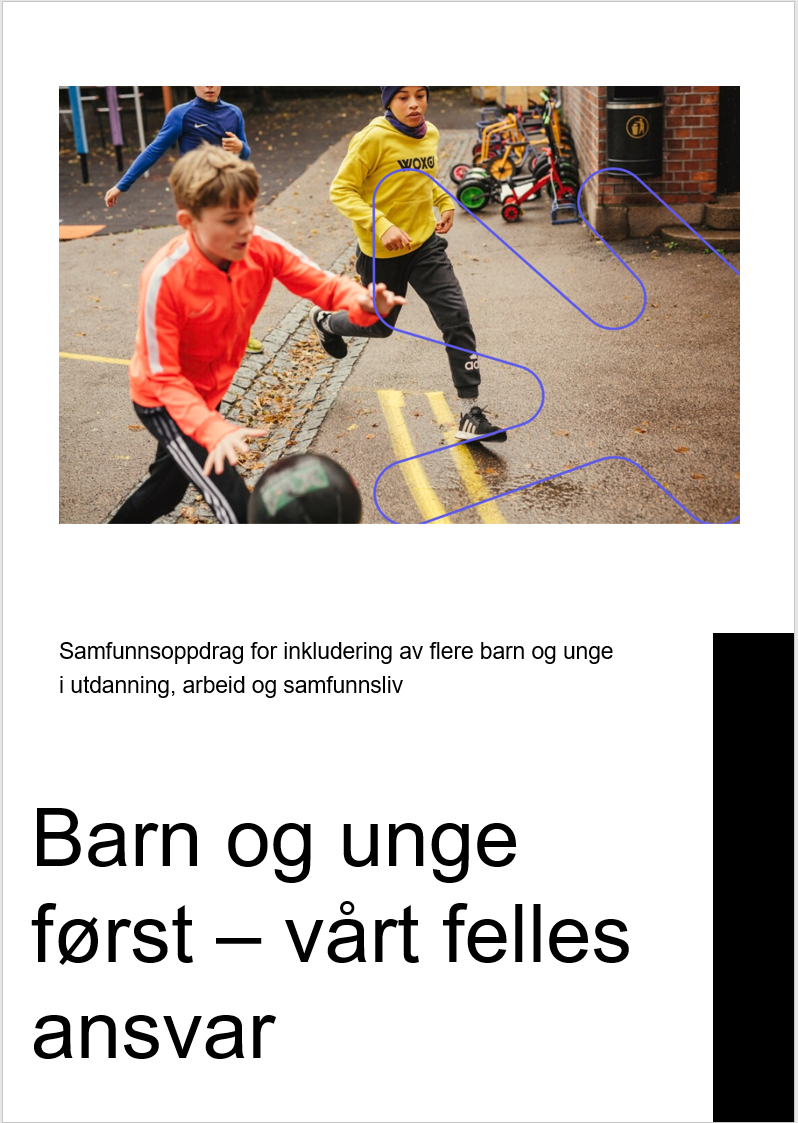 WOXO
Samfunnsoppdrag for inkludering av flere barn og unge
i utdanning, arbeid og samfunnsliv
Barn og unge
først – vårt felles
ansvar